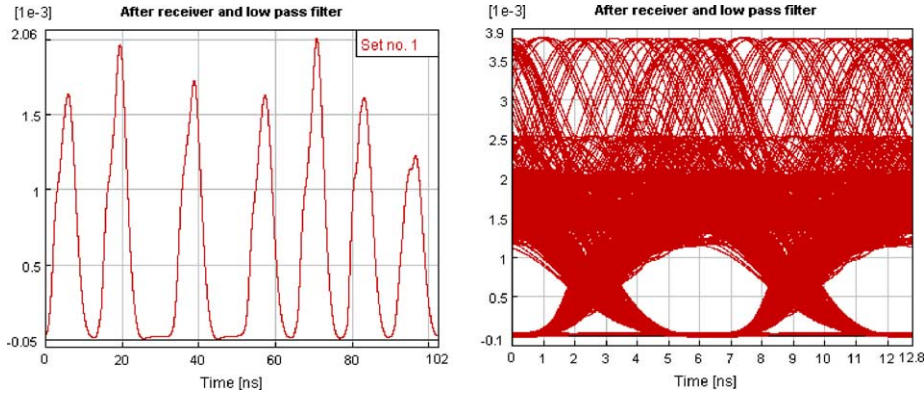 After receiver and low pass filter
[1e-3]
2.06
1.5
1
0.5
-0.05
Set no. 1
0 20 40 60 80 102
Time [ns]
After receiver and low pass filter
[1e-3]
3.9
3.5
3
2.5
2
1.5
1
0.5
-0.1
0 1 2 3 4 5 6 7 8 9 10 11 12 12.8
Time [ns]